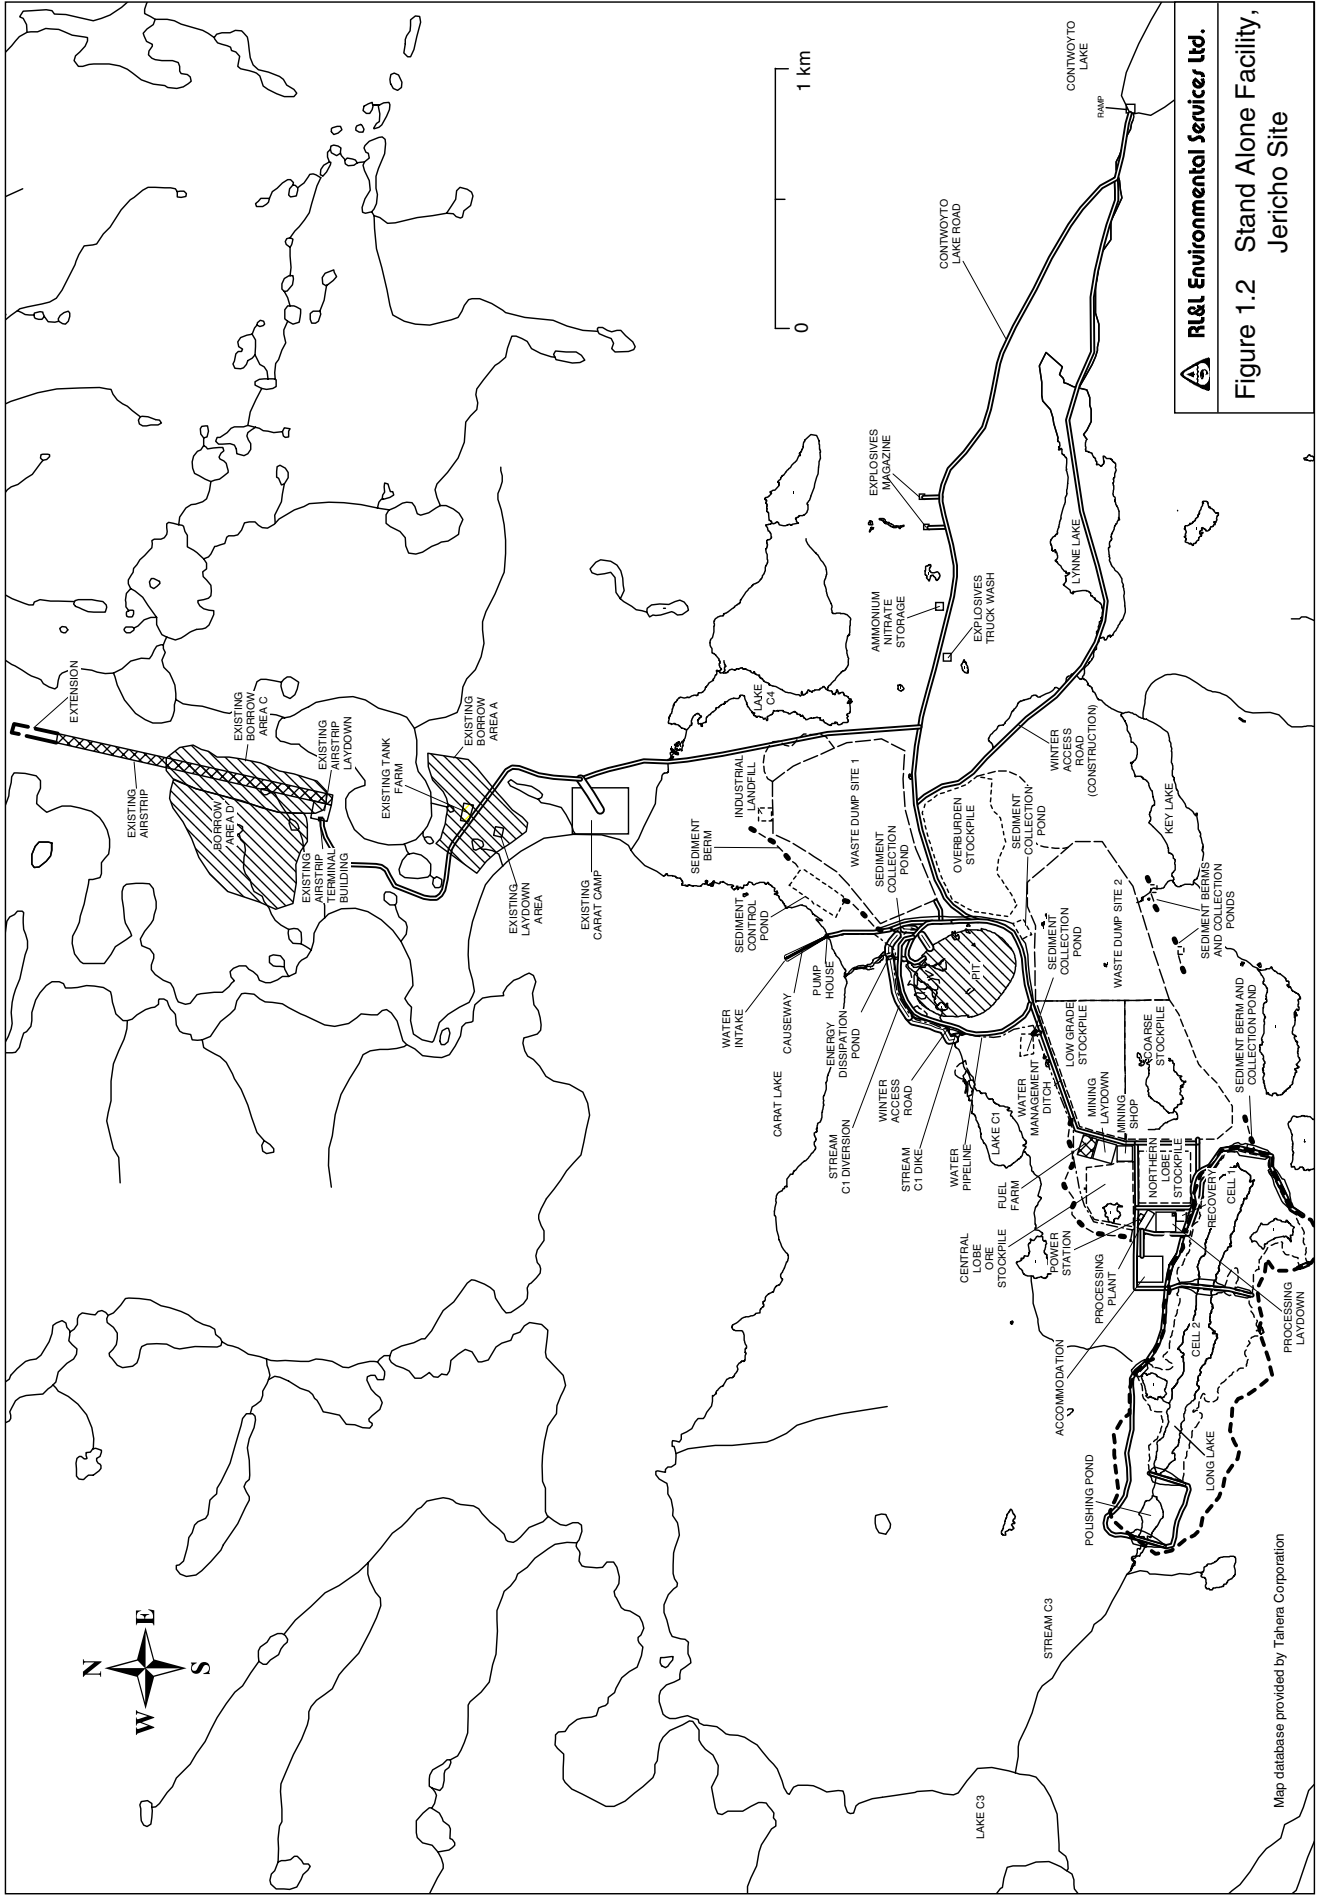 EXTENSION
EXISTING
AIRSTRIP
EXISTING
BORROW
AREA C
BORROW
AREA D
EXISTING
AIRSTRIP
LAYDOWN
EXISTING
AIRSTRIP
TERMINAL
BUILDING
EXISTING TANK
FARM
EXISTING
BORROW
AREA A
EXISTING
LAYDOWN
AREA
EXISTING
CARAT CAMP
N
W
E
S
LAKE
C4
INDUSTRIAL
LANDFILL
SEDIMENT
BERM
SEDIMENT
CONTROL
POND
WASTE DUMP SITE 1
SEDIMENT
COLLECTION
POND
WATER
INTAKE
CAUSEWAY
PUMP
HOUSE
ENERGY
DISSIPATION
POND
CARAT LAKE
STREAM
C1 DIVERSION
WINTER
ACCESS
ROAD
STREAM
C1 DIKE
WATER
PIPELINE
LAKE C1
PIT
WATER
MANAGEMENT
DITCH
OVERBURDEN
STOCKPILE
SEDIMENT
COLLECTION
POND
SEDIMENT
COLLECTION
POND
WASTE DUMP SITE 2
LOW GRADE
STOCKPILE
COARSE
STOCKPILE
MINING
LAYDOWN
MINING
SHOP
FUEL
FARM
CENTRAL
LOBE
ORE
STOCKPILE
NORTHERN
LOBE
STOCKPILE
POWER
STATION
PROCESSING
PLANT
RECOVERY
CELL 1
CELL 2
ACCOMMODATION
PROCESSING
LAYDOWN
POLISHING POND
LONG LAKE
STREAM C3
LAKE C3
SEDIMENT BERM AND
COLLECTION POND
SEDIMENT BERMS
AND COLLECTION
PONDS
KEY LAKE
WINTER
ACCESS
ROAD
(CONSTRUCTION)
LYNNE LAKE
AMMONIUM
NITRATE
STORAGE
EXPLOSIVES
TRUCK WASH
EXPLOSIVES
MAGAZINE
CONTWOYTO
LAKE ROAD
RAMP
CONTWOYTO
LAKE
0
1 km
RL&L Environmental Services Ltd.
Figure 1.2 Stand Alone Facility,
Jericho Site
Map database provided by Tahera Corporation